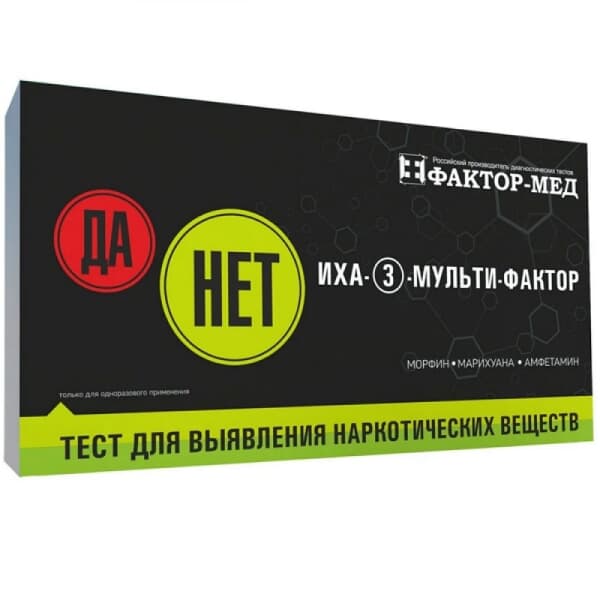 Российский производитель диагностических тестов
ФАКТОР-МЕД
ДА
НЕТ
ИХА-3-МУЛЬТИ-ФАКТОР
МОРФИН • МАРИХУАНА • АМФЕТАМИН
только для одноразового применения
ТЕСТ ДЛЯ ВЫЯВЛЕНИЯ НАРКОТИЧЕСКИХ ВЕЩЕСТВ